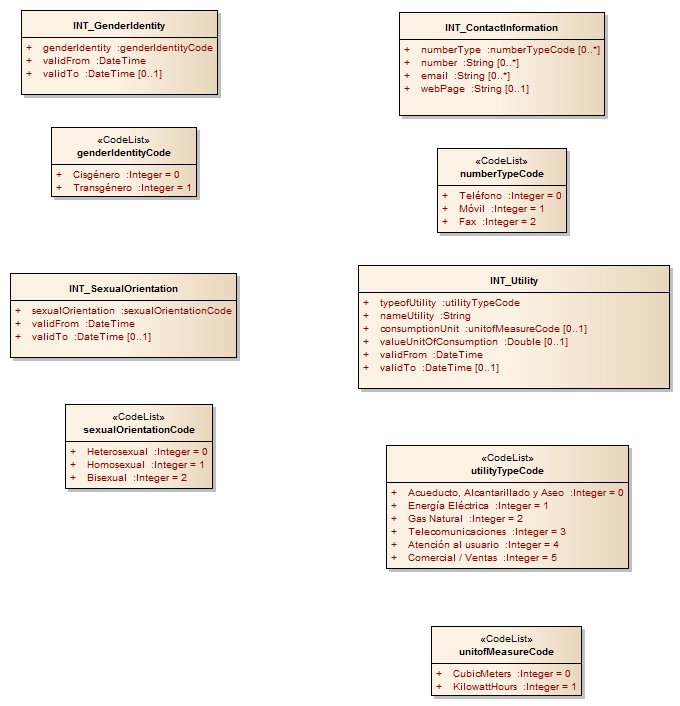 INT_GenderIdentity
+ genderIdentity :genderIdentityCode
+ validFrom :DateTime
+ validTo :DateTime [0..1]
«CodeList»
genderIdentityCode
+ Cisgénero :Integer = 0
+ Transgénero :Integer = 1
INT_SexualOrientation
+ sexualOrientation :sexualOrientationCode
+ validFrom :DateTime
+ validTo :DateTime [0..1]
«CodeList»
sexualOrientationCode
+ Heterosexual :Integer = 0
+ Homosexual :Integer = 1
+ Bisexual :Integer = 2
INT_ContactInformation
+ numberType :numberTypeCode [0..*]
+ number :String [0..*]
+ email :String [0..*]
+ webPage :String [0..1]
«CodeList»
numberTypeCode
+ Teléfono :Integer = 0
+ Móvil :Integer = 1
+ Fax :Integer = 2
INT_Utility
+ typeofUtility :utilityTypeCode
+ nameUtility :String
+ consumptionUnit :unitofMeasureCode [0..1]
+ valueUnitOfConsumption :Double [0..1]
+ validFrom :DateTime
+ validTo :DateTime [0..1]
«CodeList»
utilityTypeCode
+ Acueducto, Alcantarillado y Aseo :Integer = 0
+ Energía Eléctrica :Integer = 1
+ Gas Natural :Integer = 2
+ Telecomunicaciones :Integer = 3
+ Atención al usuario :Integer = 4
+ Comercial / Ventas :Integer = 5
«CodeList»
unitofMeasureCode
+ CubicMeters :Integer = 0
+ KilowattHours :Integer = 1